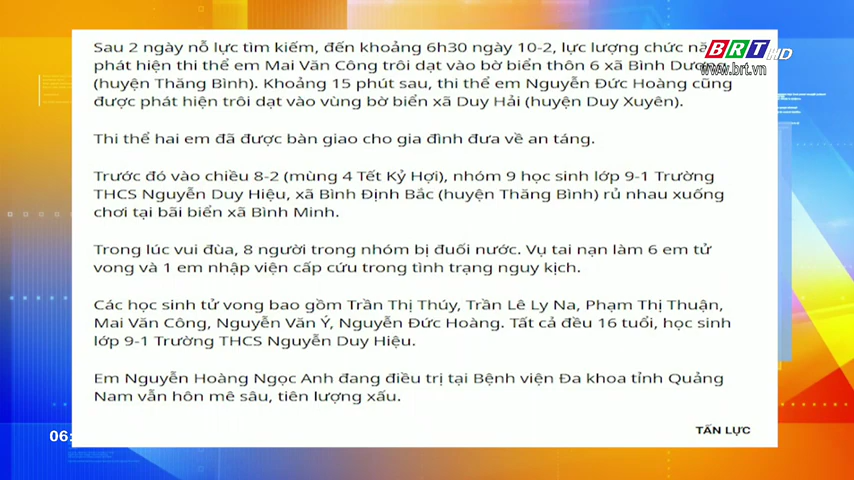 Sau 2 ngày nỗ lực tìm kiếm, đến khoảng 6h30 ngày 10-2, lực lượng chức
phát hiện thi thể em Mai Văn Công trôi dạt vào bờ biển thôn 6 xã Bình Dương
(huyện Thăng Bình). Khoảng 15 phút sau, thi thể em Nguyễn Đức Hoàng cũng
được phát hiện trôi dạt vào vùng bờ biển xã Duy Hải (huyện Duy Xuyên).
Thi thể hai em đã được bàn giao cho gia đình đưa về an táng.
Trước đó vào chiều 8-2 (mùng 4 Tết Kỷ Hợi), nhóm 9 học sinh lớp 9-1 Trường
THCS Nguyễn Duy Hiệu, xã Bình Định Bắc (huyện Thăng Bình) rủ nhau xuống
chơi tại bãi biển xã Bình Minh.
Trong lúc vui đùa, 8 người trong nhóm bị đuối nước. Vụ tai nạn làm 6 em tử
vong và 1 em nhập viện cấp cứu trong tình trạng nguy kịch.
Các học sinh tử vong bao gồm Trần Thị Thúy, Trần Lê Ly Na, Phạm Thị Thuận,
Mai Văn Công, Nguyễn Văn Ý, Nguyễn Đức Hoàng. Tất cả đều 16 tuổi, học sinh
lớp 9-1 Trường THCS Nguyễn Duy Hiệu.
Em Nguyễn Hoàng Ngọc Anh đang điều trị tại Bệnh viện Đa khoa tỉnh Quảng
Nam vẫn hôn mê sâu, tiên lượng xấu.
TẤN LỰC
BRT HD
www.brt.vn
06: